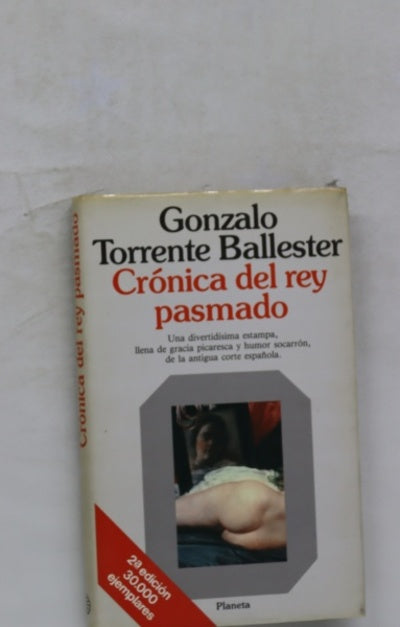 Gonzalo
Torrente Ballester
Crónica del rey
pasmado
Una divertidísima estampa,
llena de gracia picaresca y humor socarrón,
de la antigua corte española.
Crónica del rey pasmado
2ª edición
30.000
ejemplares
Planeta